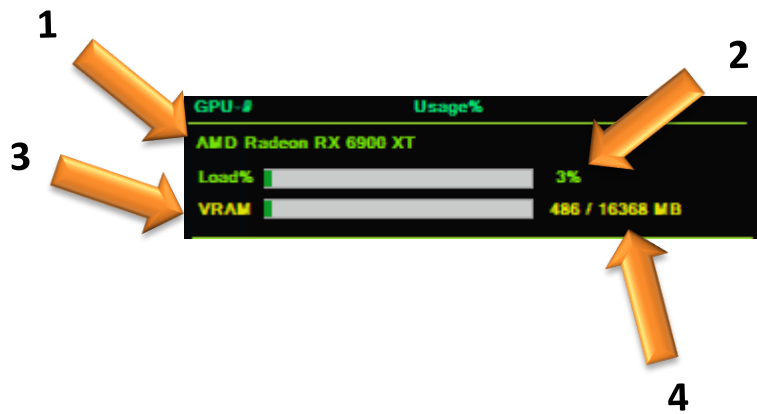 1
2
GPU-# Usage%
AMD Radeon RX 6900 XT
3
Load% 3%
VRAM 486 / 16368 MB
4